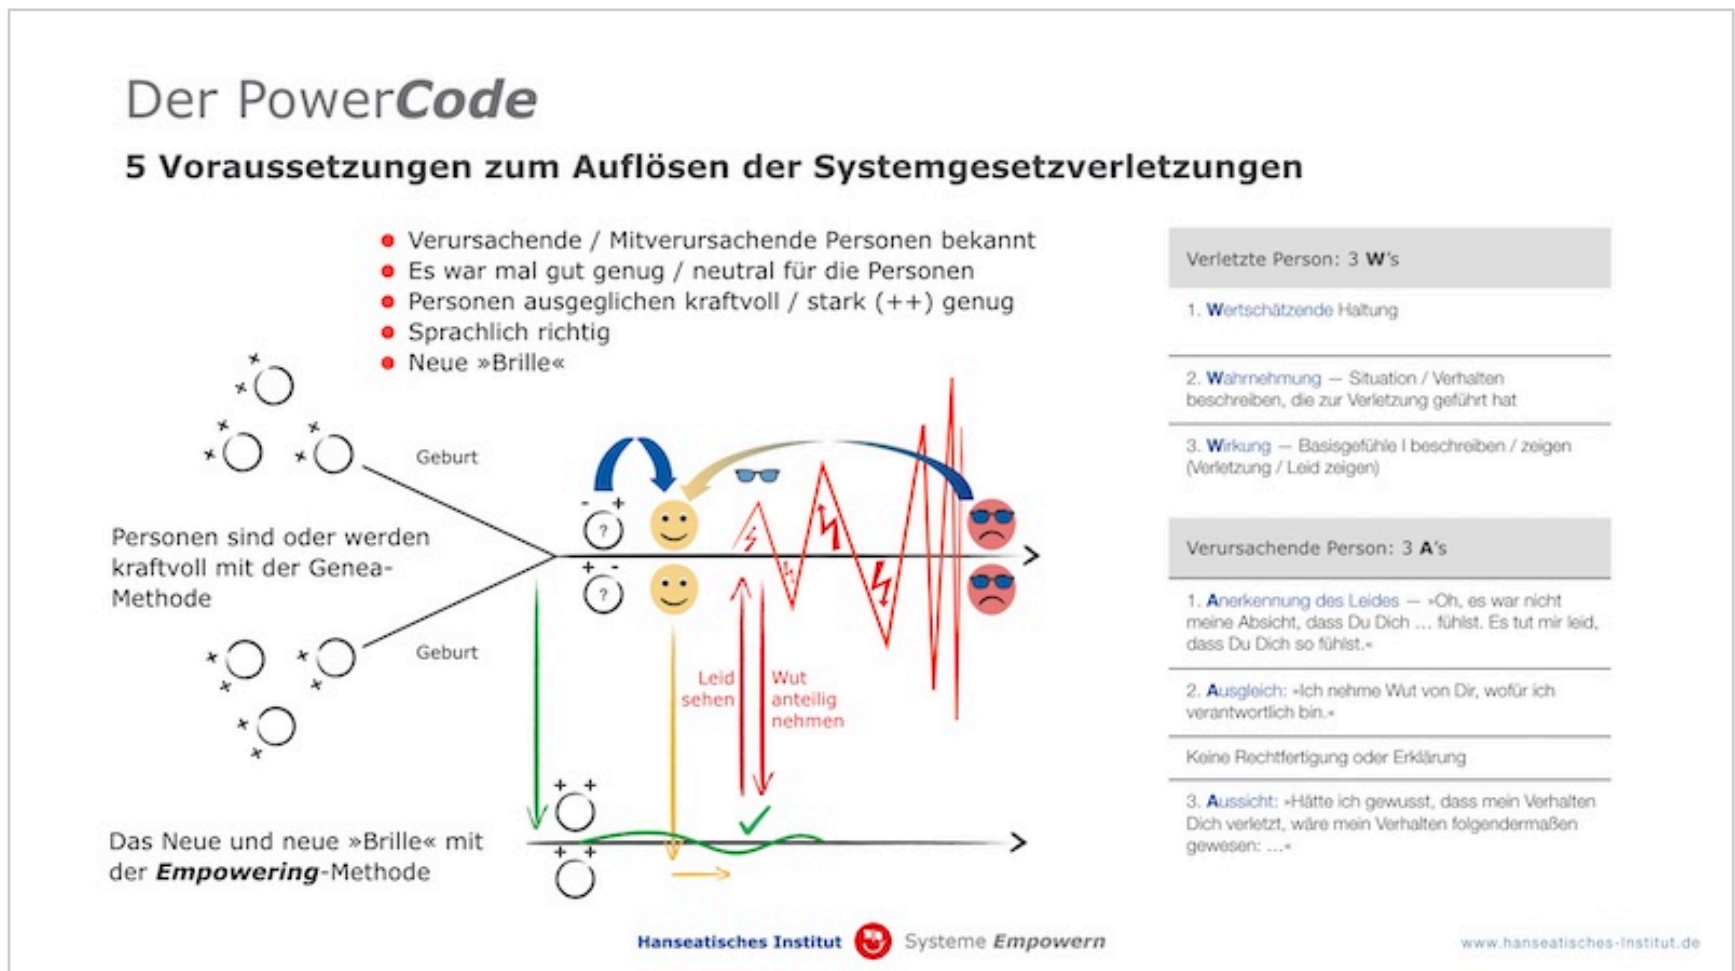 Der PowerCode
5 Voraussetzungen zum Auflösen der Systemgesetzverletzungen
Verursachende / Mitverursachende Personen bekannt
Es war mal gut genug / neutral für die Personen
Personen ausgeglichen kraftvoll / stark (++) genug
Sprachlich richtig
Neue »Brille«
Geburt
Personen sind oder werden
kraftvoll mit der Genea-
Methode
Geburt
- +
?
+ -
?
Leid
sehen
Wut
anteilig
nehmen
+ +
+ +
Das Neue und neue »Brille« mit
der Empowering-Methode
Verletzte Person: 3 W's
1. Wertschätzende Haltung
2. Wahrnehmung — Situation / Verhalten
beschreiben, die zur Verletzung geführt hat
3. Wirkung — Basisgefühle I beschreiben / zeigen
(Verletzung / Leid zeigen)
Verursachende Person: 3 A's
1. Anerkennung des Leides — »Oh, es war nicht
meine Absicht, dass Du Dich ... fühlst. Es tut mir leid,
dass Du Dich so fühlst.«
2. Ausgleich: »Ich nehme Wut von Dir, wofür ich
verantwortlich bin.«
Keine Rechtfertigung oder Erklärung
3. Aussicht: »Hätte ich gewusst, dass mein Verhalten
Dich verletzt, wäre mein Verhalten folgendermaßen
gewesen: ...«
Hanseatisches Institut Systeme Empowern
www.hanseatisches-institut.de